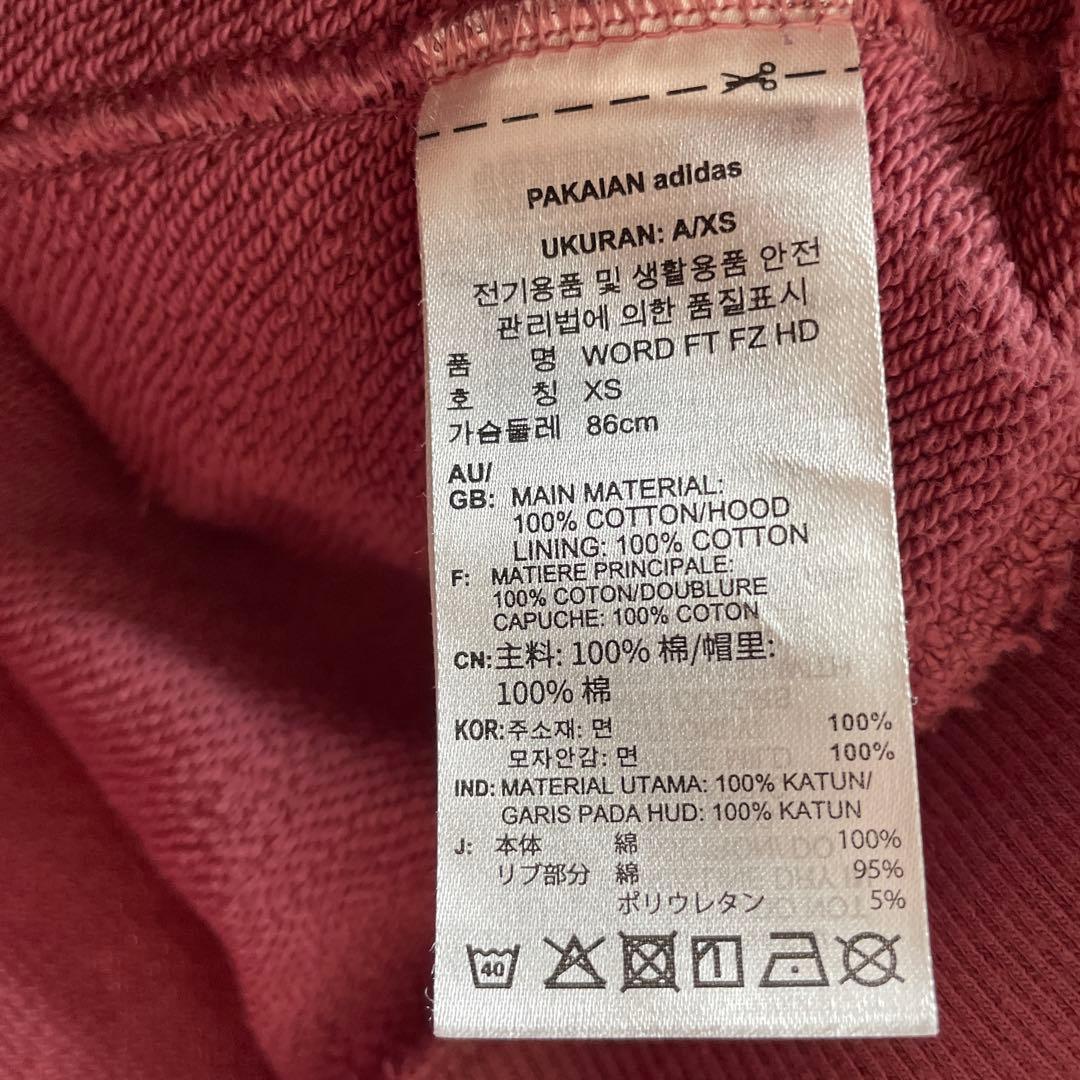 PAKAIAN adidas
UKURAN: A/XS
전기용품 및 생활용품 안전
관리법에 의한 품질표시
품 명 WORD FT FZ HD
호 칭 XS
가슴둘레 86cm
AU/
GB: MAIN MATERIAL:
100% COTTON/HOOD
LINING: 100% COTTON
F: MATIERE PRINCIPALE:
100% COTON/DOUBLURE
CAPUCHE: 100% COTON
CN: 主料: 100% 棉/帽里:
100% 棉
KOR: 주소재: 면 100%
모자안감: 면 100%
IND: MATERIAL UTAMA: 100% KATUN/
GARIS PADA HUD: 100% KATUN
J: 本体 綿 100%
リブ部分 綿 95%
ポリウレタン 5%
40